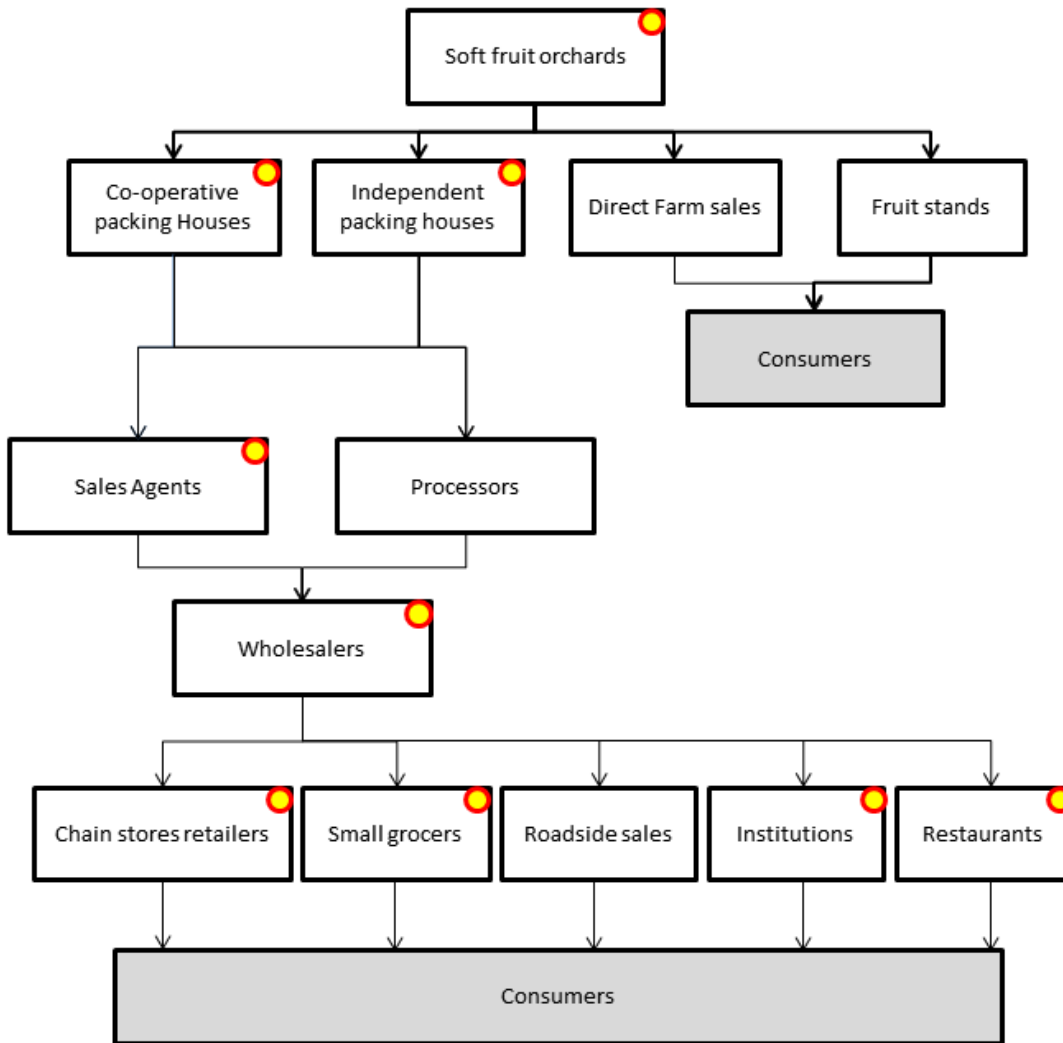 Soft fruit orchards
Co-operative
packing Houses
Independent
packing houses
Direct Farm sales
Fruit stands
Consumers
Sales Agents
Processors
Wholesalers
Chain stores retailers
Small grocers
Roadside sales
Institutions
Restaurants
Consumers